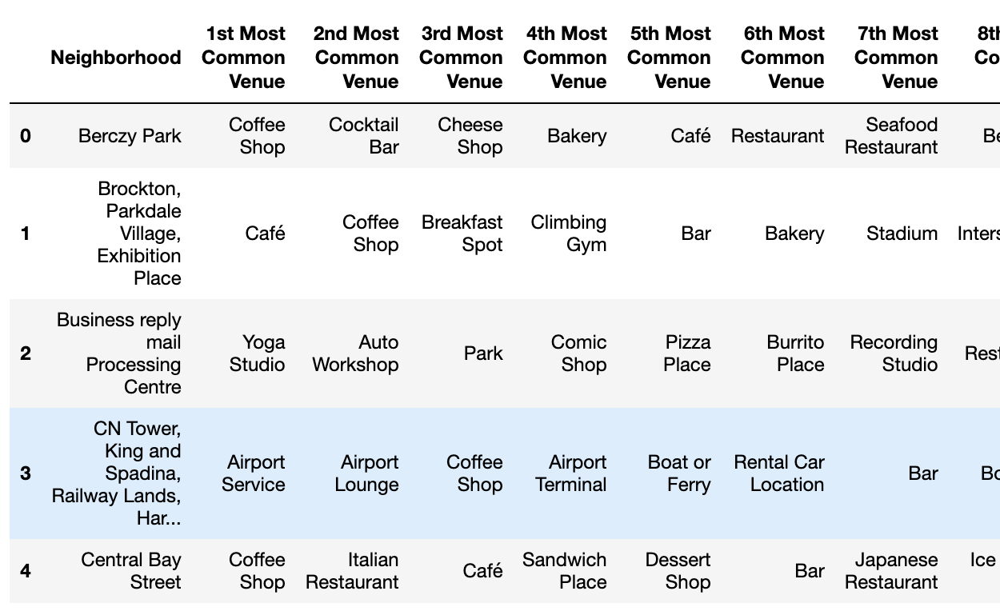 Neighborhood 1st Most Common Venue 2nd Most Common Venue 3rd Most Common Venue 4th Most Common Venue 5th Most Common Venue 6th Most Common Venue 7th Most Common Venue 8th Co
0 Berczy Park Coffee Shop Cocktail Bar Cheese Shop Bakery Café Restaurant Seafood Restaurant Be
1 Brockton, Parkdale Village, Exhibition Place Café Coffee Shop Breakfast Spot Climbing Gym Bar Bakery Stadium Inters
2 Business reply mail Processing Centre Yoga Studio Auto Workshop Park Comic Shop Pizza Place Burrito Place Recording Studio Rest
3 CN Tower, King and Spadina, Railway Lands, Har... Airport Service Airport Lounge Coffee Shop Airport Terminal Boat or Ferry Rental Car Location Bar Bo
4 Central Bay Street Coffee Shop Italian Restaurant Café Sandwich Place Dessert Shop Bar Japanese Restaurant Ice